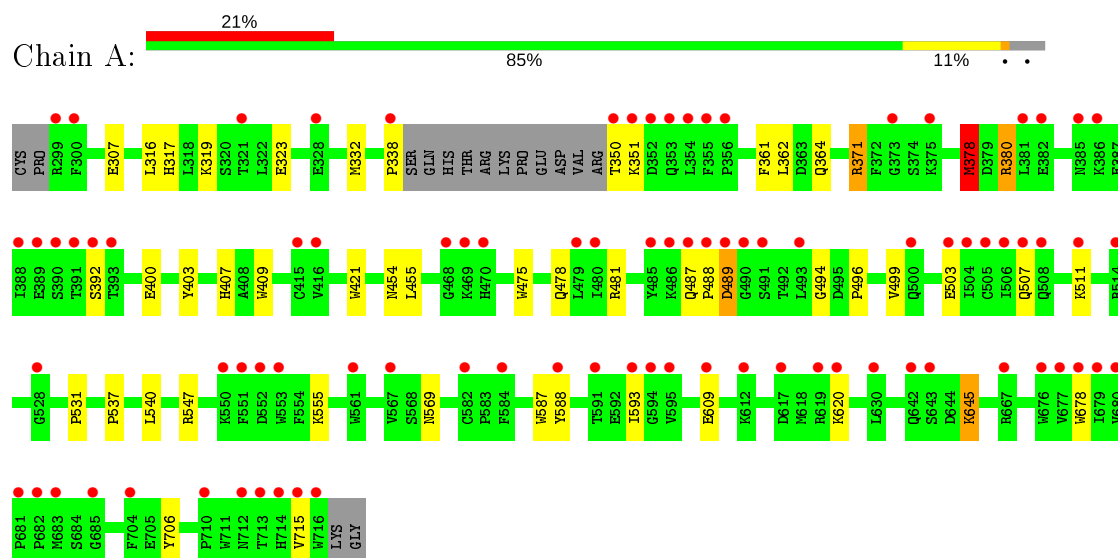 21%
Chain A:
85% 11% • •
CYS PRO R299 F300 E307 L316 H317 L318 K319 S320 T321 L322 E323 E328 M332 P338 SER GLN HIS THR ARG LYS PRO GLU ASP VAL ARG T350 K351 D352 Q353 L354 F355 P356 F361 L362 D363 Q364 R371 F372 G373 S374 K375 M378 D379 R380 L381 E382 N385 K386
I388 E389 S390 T391 S392 T393 E400 Y403 H407 A408 W409 C415 V416 W421 N454 L455 G468 K469 H470 W475 Q478 L479 I480 R481 Y485 K486 Q487 P488 D489 G490 S491 T492 L493 G494 D495 P496 V499 Q500 E503 I504 C505 I506 Q507 Q508 K511
G528 P531 P537 L540 R547 K550 F551 D552 W553 F554 K555 W561 V567 S568 N569 C582 P583 F584 W587 Y588 T591 E592 I593 G594 V595 E609 K612 D617 M618 R619 K620 L630 Q642 S643 D644 K645 R667 W676 V677 W678 I679
P681 P682 M683 S684 G685 F704 E705 Y706 P710 W711 N712 T713 H714 V715 W716 LYS GLY